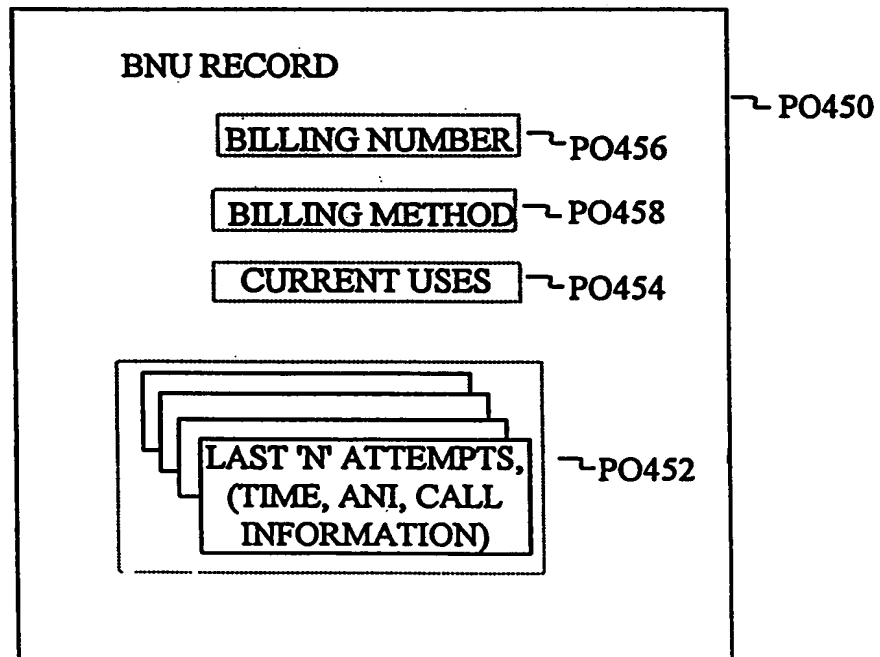 BNU RECORD
PO450
BILLING NUMBER
PO456
BILLING METHOD
PO458
CURRENT USES
PO454
LAST 'N' ATTEMPTS,
(TIME, ANI, CALL
INFORMATION)
PO452